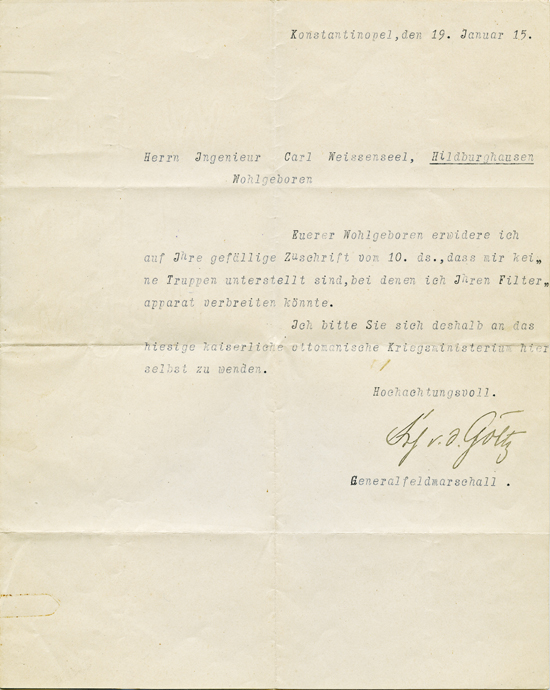 Konstantinopel,den 19. Januar 15.
Herrn Ingenieur Carl Weissenseel, Hildburghausen
Wohlgeboren
Euerer Wohlgeboren erwidere ich
auf Jhre gefällige Zuschrift vom 10. ds.,dass mir kei„
ne Truppen unterstellt sind,bei denen ich Jhren Filter„
apparat verbreiten könnte.
Jch bitte Sie sich deshalb an das
hiesige kaiserliche ottomanische Kriegsministerium hier
selbst zu wenden.
Hochachtungsvoll.
v. d. Goltz
Generalfeldmarschall .